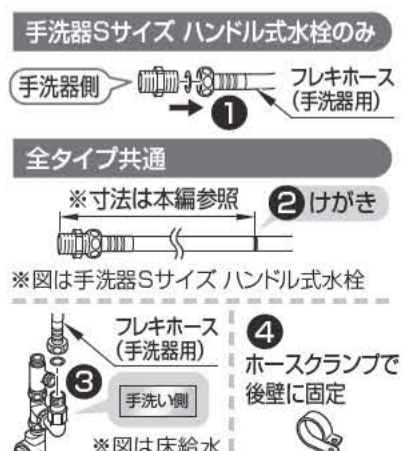 手洗器Sサイズ ハンドル式水栓のみ
手洗器側
フレキホース
(手洗器用)
❶
全タイプ共通
※寸法は本編参照
❷けがき
※図は手洗器Sサイズ ハンドル式水栓
フレキホース
(手洗器用)
❸
手洗い側
※図は床給水
❹
ホースクランプで
後壁に固定